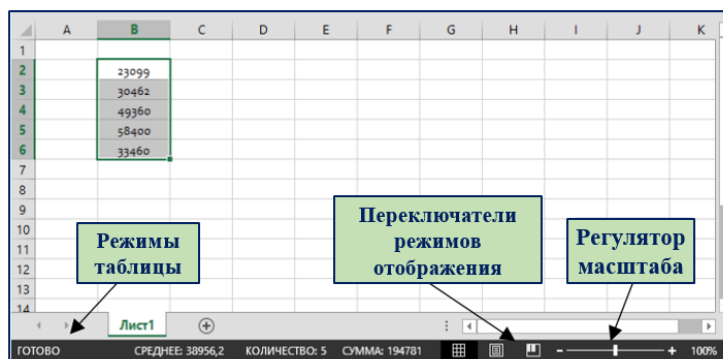 A B C D E F G H I J K
1
2 23099
3 30462
4 49360
5 58400
6 33460
7
8
9
10
11
12
13
14
Режимы
таблицы
Переключатели
режимов
отображения
Регулятор
масштаба
Лист1
ГОТОВО СРЕДНЕЕ: 38956,2 КОЛИЧЕСТВО: 5 СУММА: 194781 - + 100%